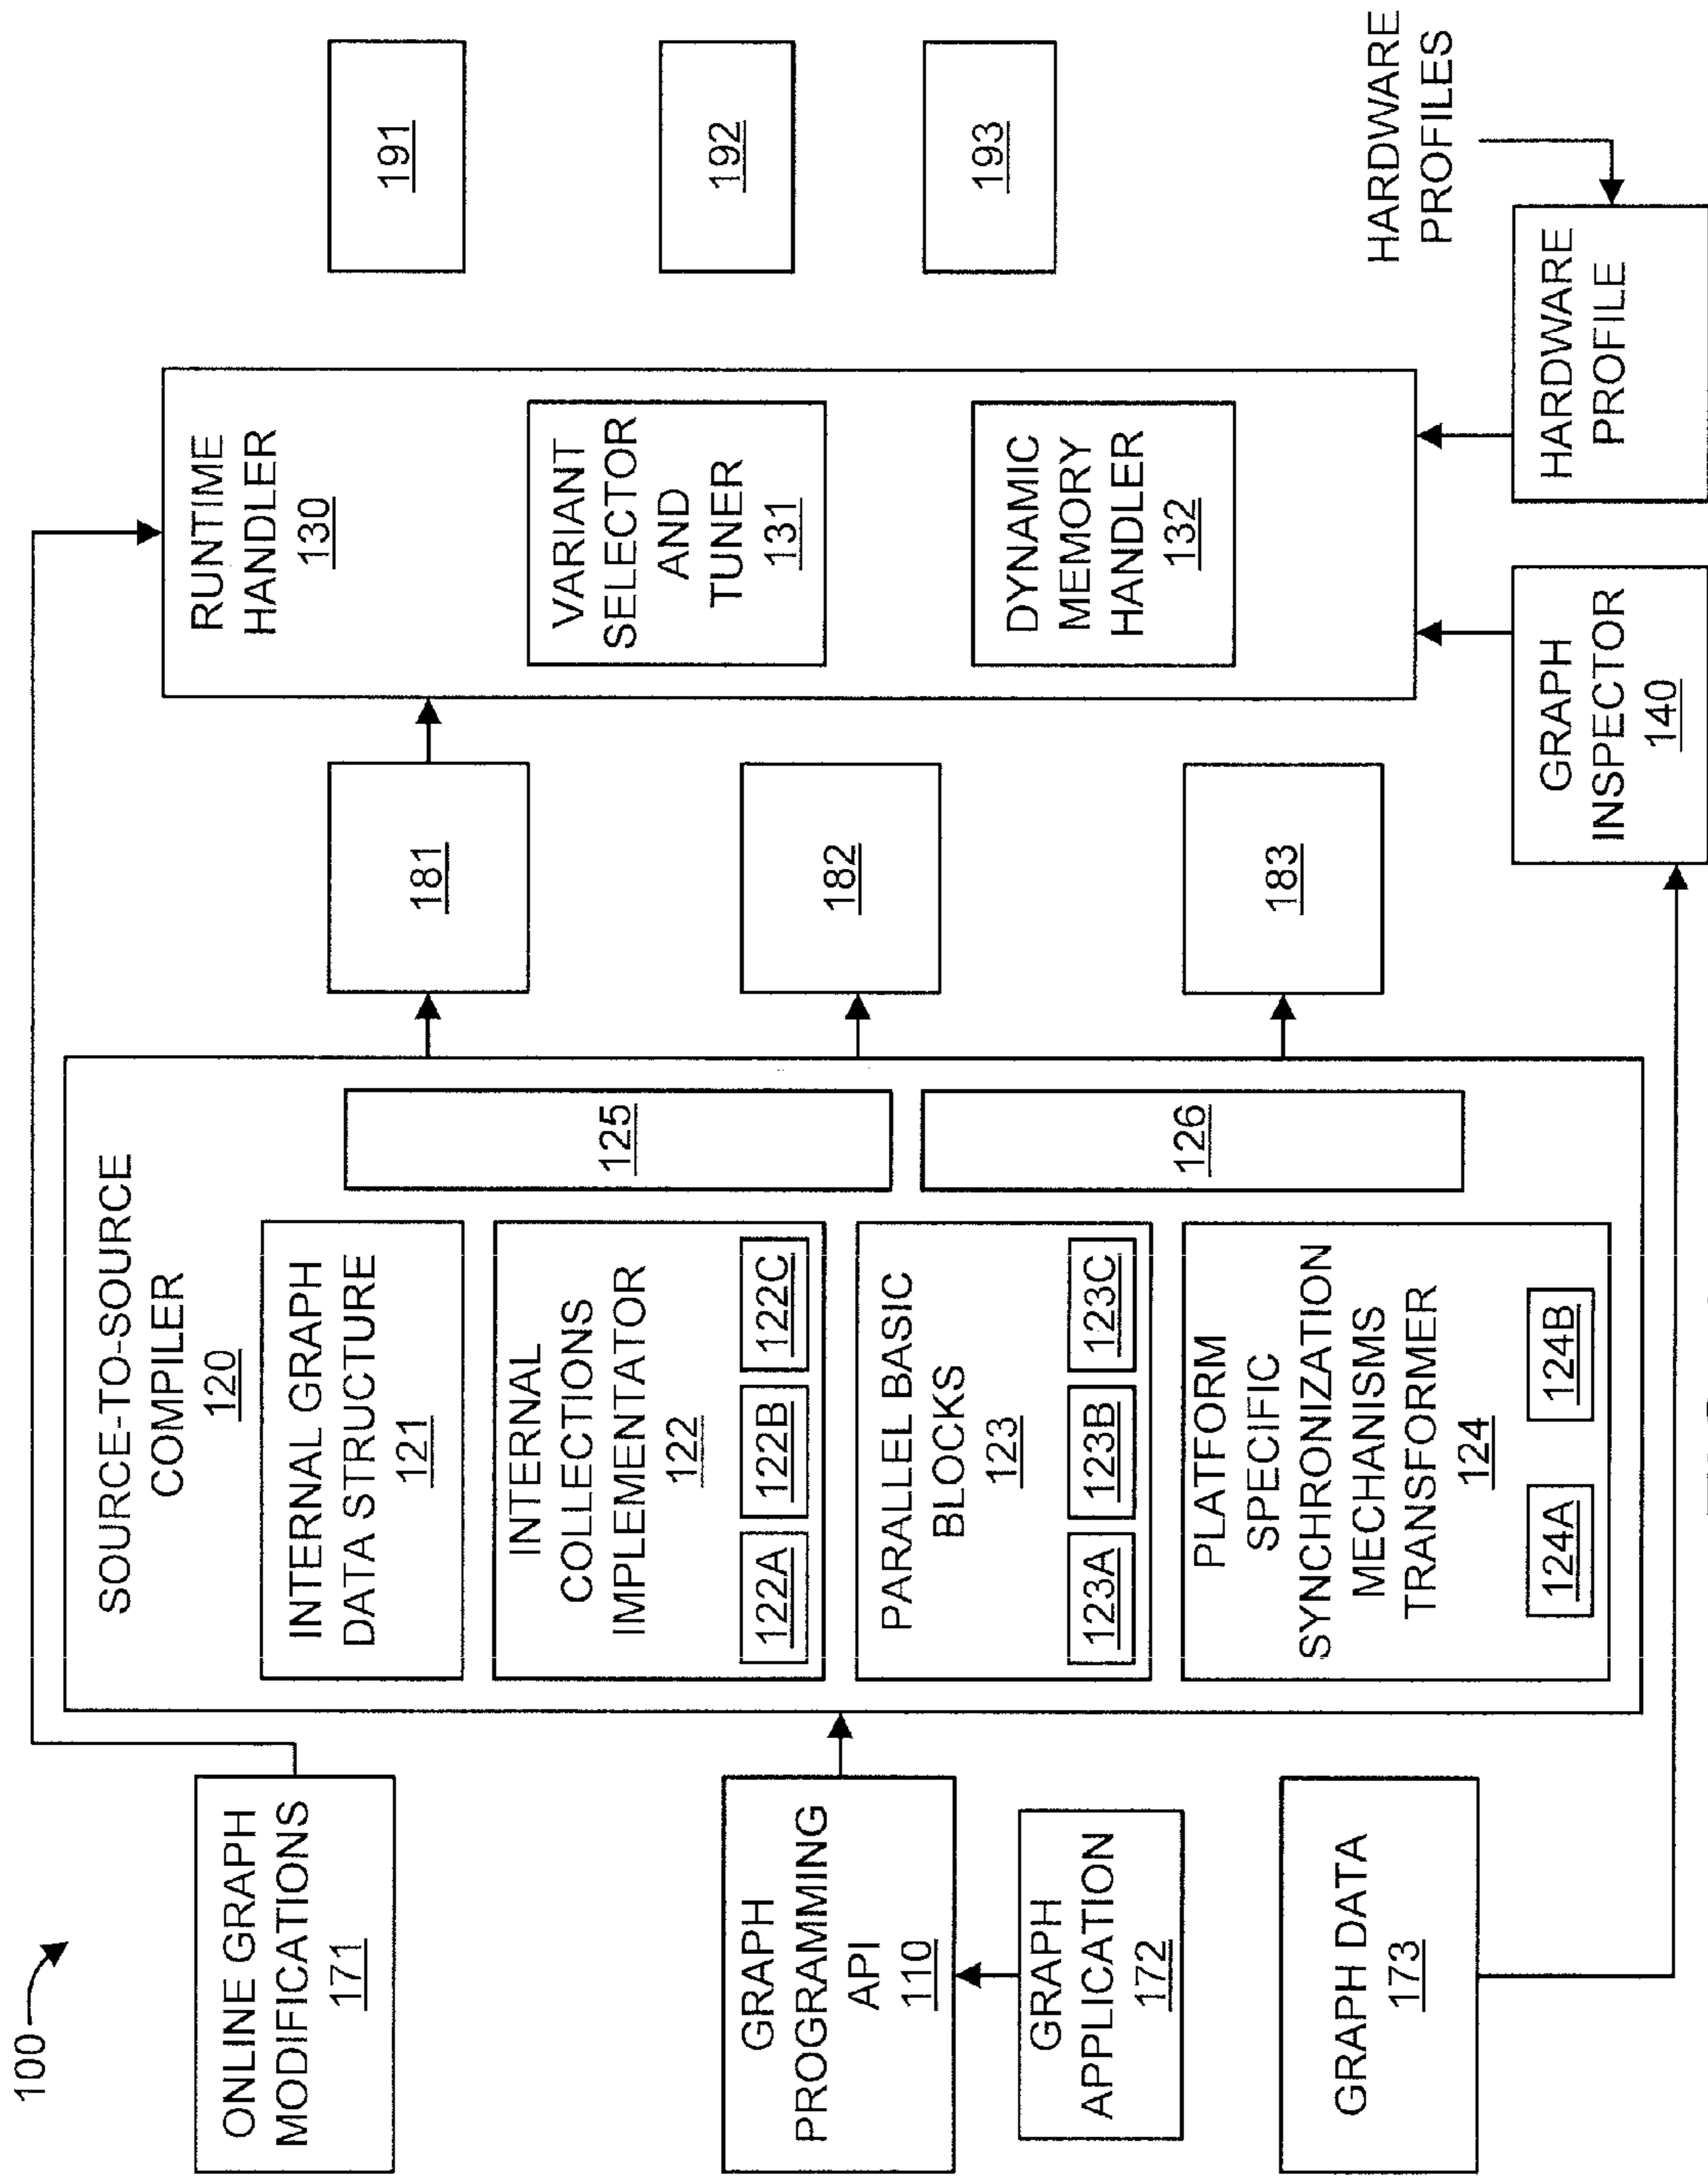 100
ONLINE GRAPH
MODIFICATIONS
171
GRAPH
PROGRAMMING
API
110
GRAPH
APPLICATION
172
GRAPH DATA
173
SOURCE-TO-SOURCE
COMPILER
120
INTERNAL GRAPH
DATA STRUCTURE
121
INTERNAL
COLLECTIONS
IMPLEMENTATOR
122
122A
122B
122C
PARALLEL BASIC
BLOCKS
123
123A
123B
123C
PLATFORM
SPECIFIC
SYNCHRONIZATION
MECHANISMS
TRANSFORMER
124
124A
124B
125
126
181
182
183
RUNTIME
HANDLER
130
VARIANT
SELECTOR
AND
TUNER
131
DYNAMIC
MEMORY
HANDLER
132
GRAPH
INSPECTOR
140
HARDWARE
PROFILE
HARDWARE
PROFILES
191
192
193